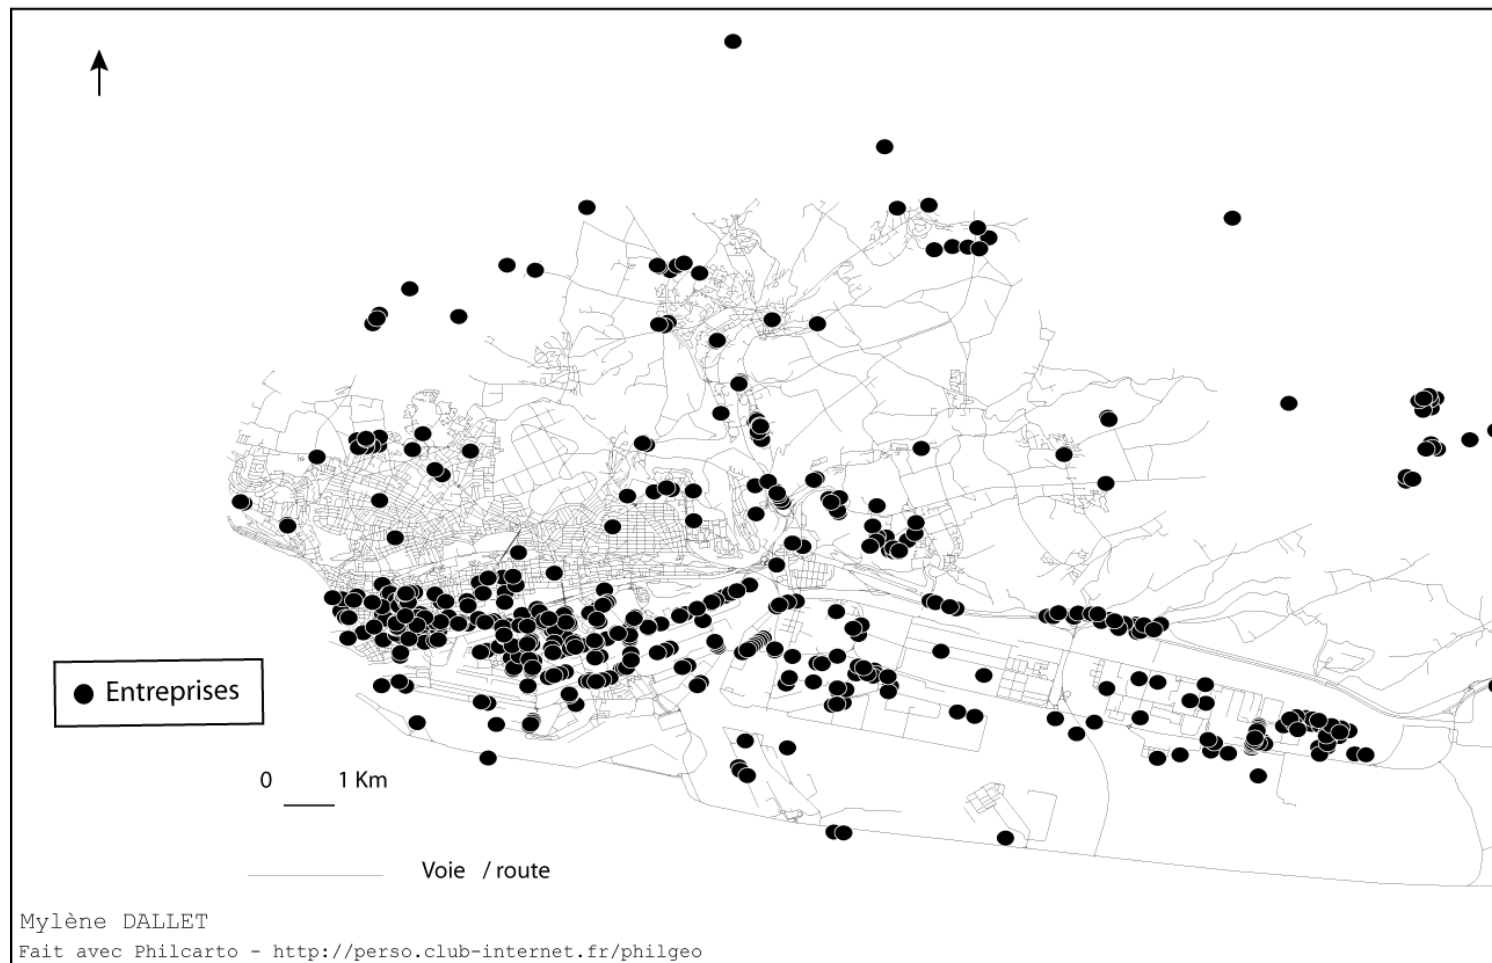 Entreprises
0 1 Km
Voie / route
Mylène DALLET
Fait avec Philcarto - http://perso.club-internet.fr/philgeo